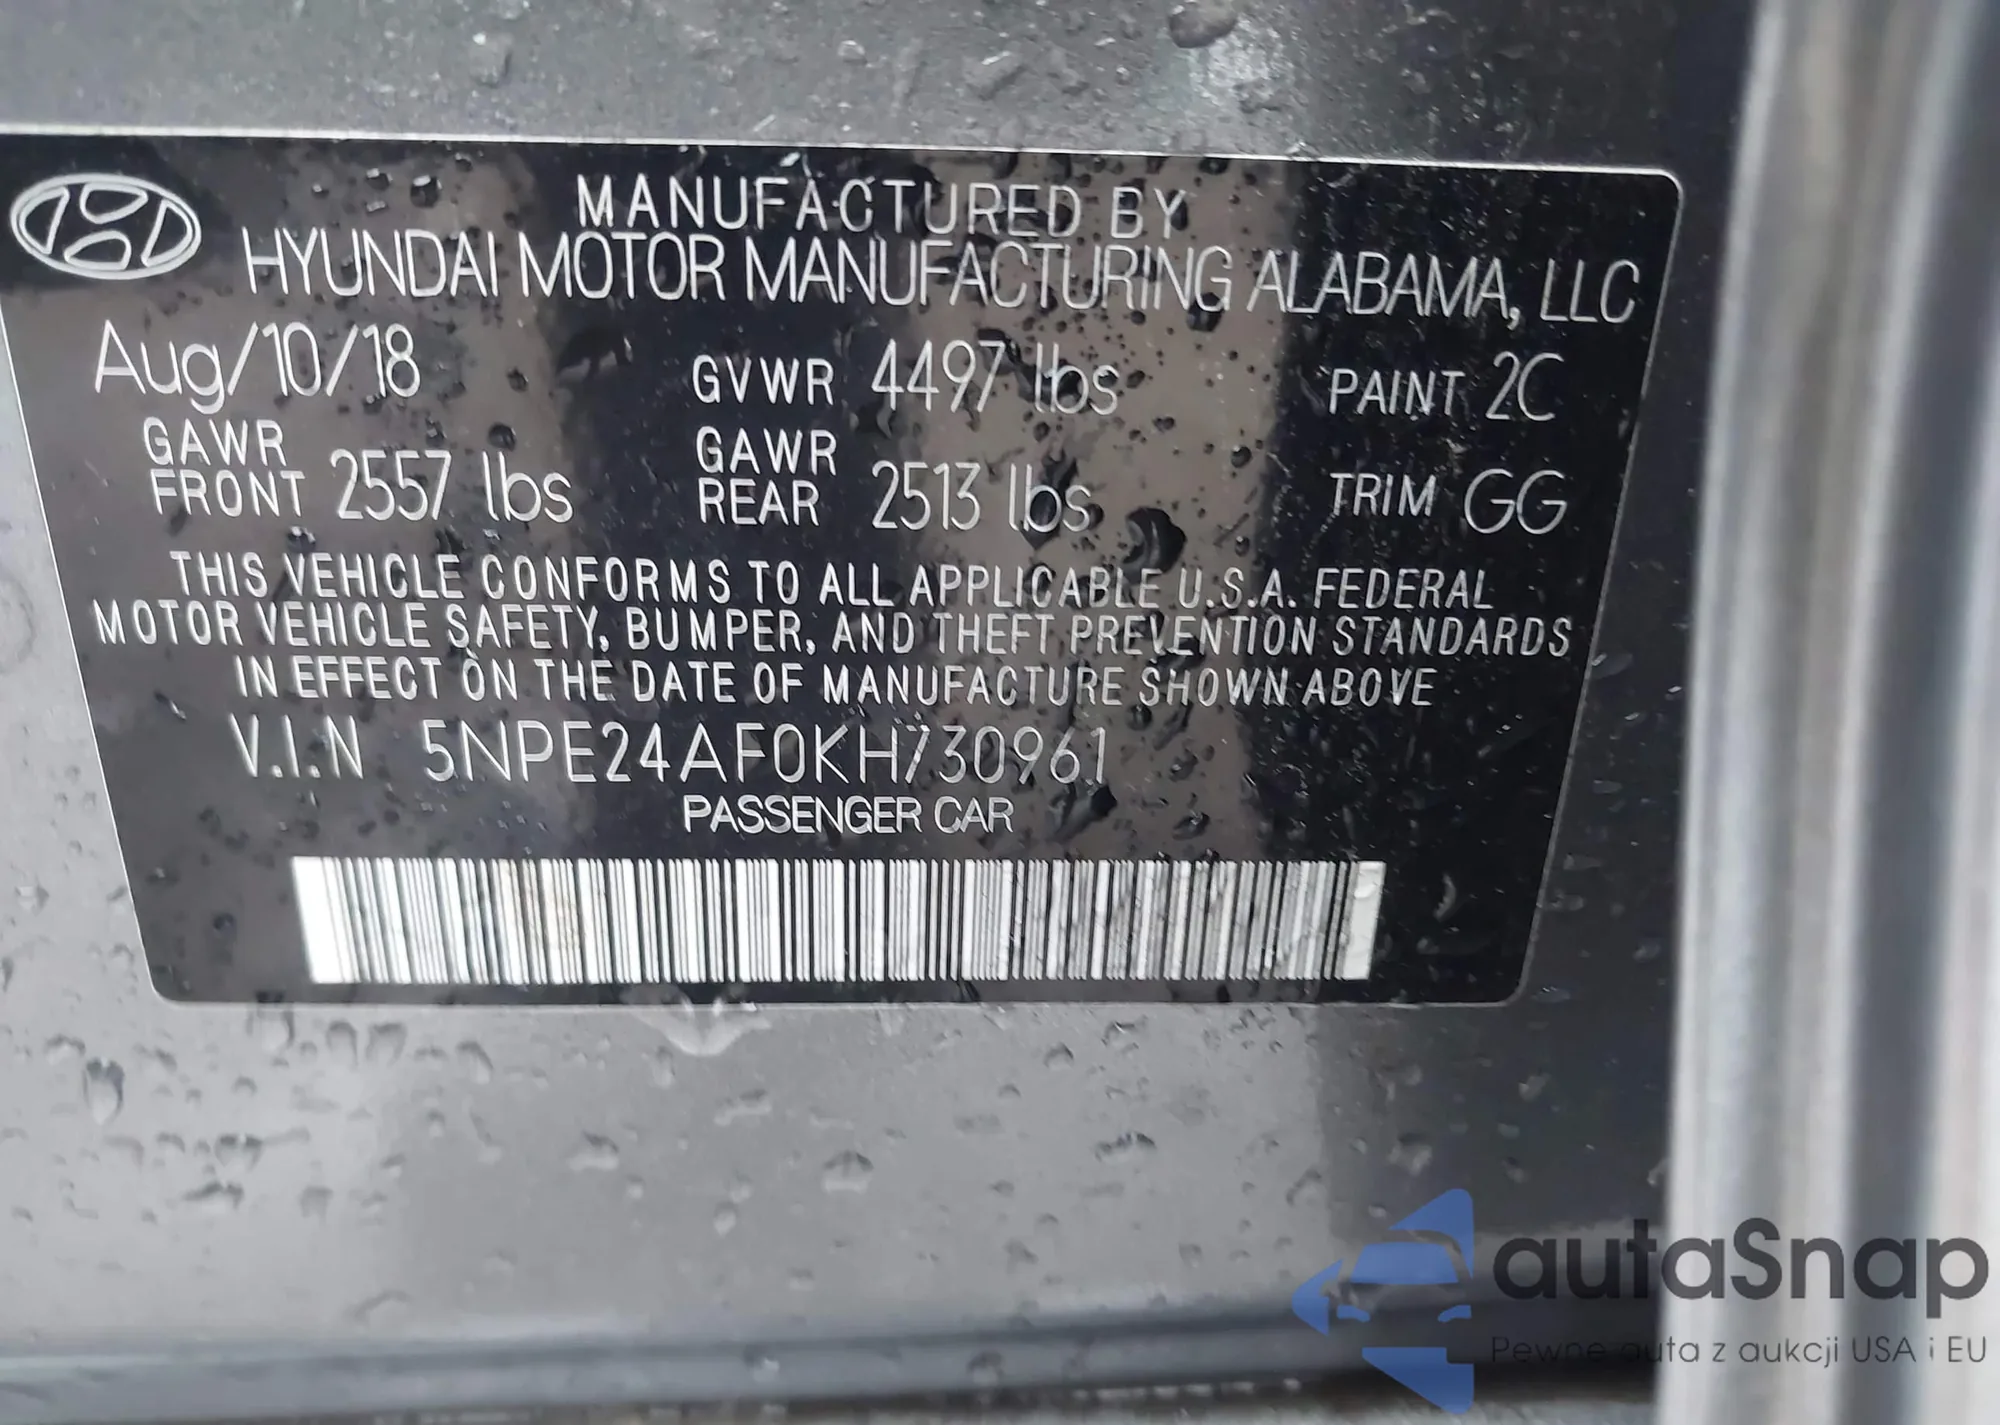 MANUFACTURED BY
HYUNDAI MOTOR MANUFACTURING ALABAMA, LLC
Aug/10/18 GVWR 4497 lbs PAINT 2C
GAWR FRONT 2557 lbs GAWR REAR 2513 lbs TRIM GG
THIS VEHICLE CONFORMS TO ALL APPLICABLE U.S.A. FEDERAL
MOTOR VEHICLE SAFETY, BUMPER, AND THEFT PREVENTION STANDARDS
IN EFFECT ON THE DATE OF MANUFACTURE SHOWN ABOVE
V.I.N 5NPE24AF0KH730961
PASSENGER CAR
autaSnap
Pewne auta z aukcji USA i EU